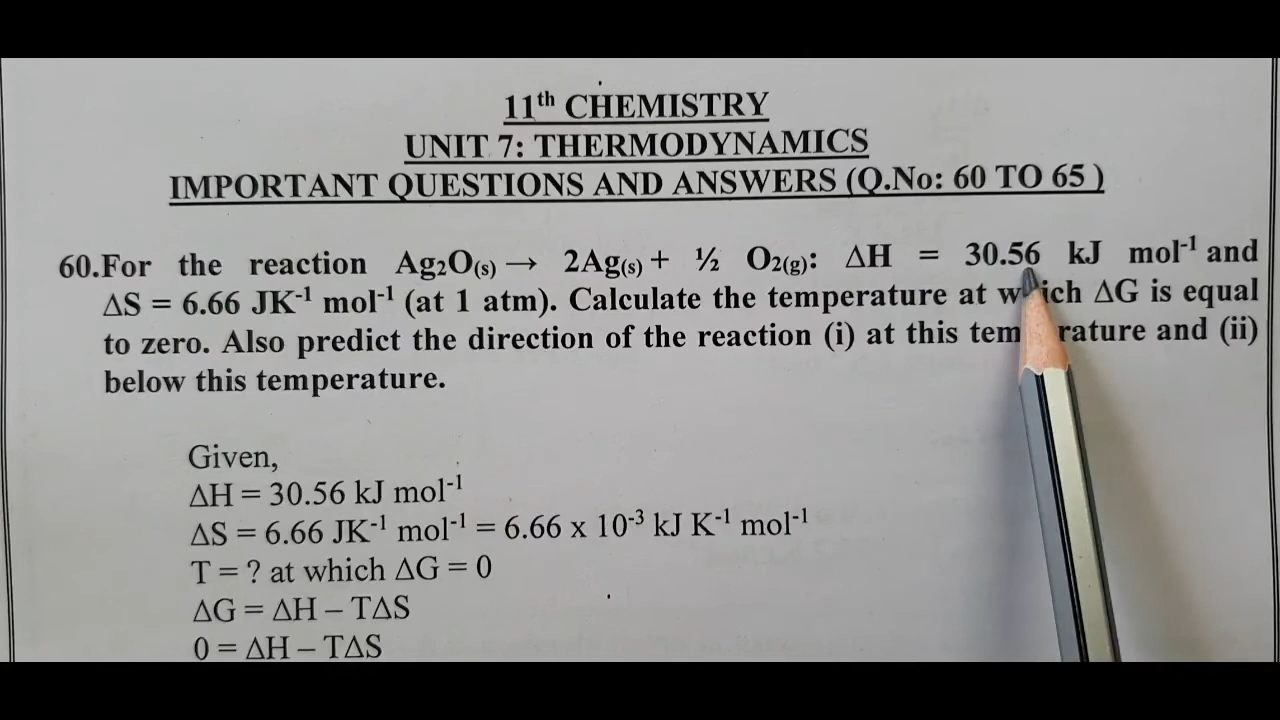 11th CHEMISTRY
UNIT 7: THERMODYNAMICS
IMPORTANT QUESTIONS AND ANSWERS (Q.No: 60 TO 65 )
60.For the reaction Ag₂O(s) → 2Ag(s) + ½ O₂(g): ΔH = 30.56 kJ mol⁻¹ and
ΔS = 6.66 JK⁻¹ mol⁻¹ (at 1 atm). Calculate the temperature at which ΔG is equal
to zero. Also predict the direction of the reaction (i) at this temperature and (ii)
below this temperature.
Given,
ΔH = 30.56 kJ mol⁻¹
ΔS = 6.66 JK⁻¹ mol⁻¹ = 6.66 x 10⁻³ kJ K⁻¹ mol⁻¹
T = ? at which ΔG = 0
ΔG = ΔH – TΔS
0 = ΔH – TΔS